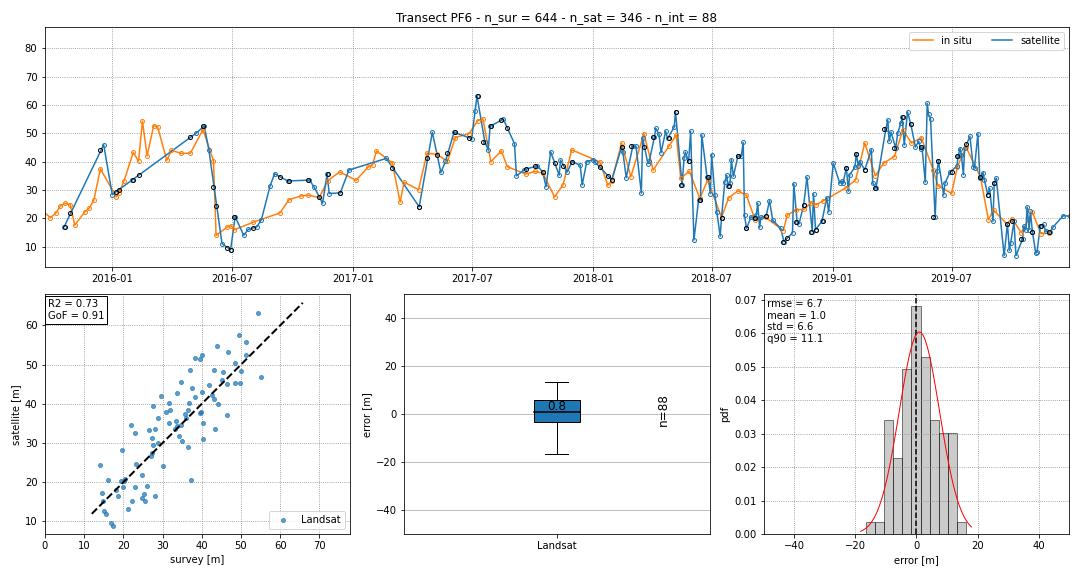 Transect PF6 - n_sur = 644 - n_sat = 346 - n_int = 88
in situ satellite
80
70
60
50
40
30
20
10
2016-01 2016-07 2017-01 2017-07 2018-01 2018-07 2019-01 2019-07
R2 = 0.73
GoF = 0.91
satellite [m]
60
50
40
30
20
10
Landsat
0 10 20 30 40 50 60 70
survey [m]
error [m]
40
20
0
−20
−40
0.8
n=88
Landsat
rmse = 6.7
mean = 1.0
std = 6.6
q90 = 11.1
pdf
0.07
0.06
0.05
0.04
0.03
0.02
0.01
0.00
−40 −20 0 20 40
error [m]